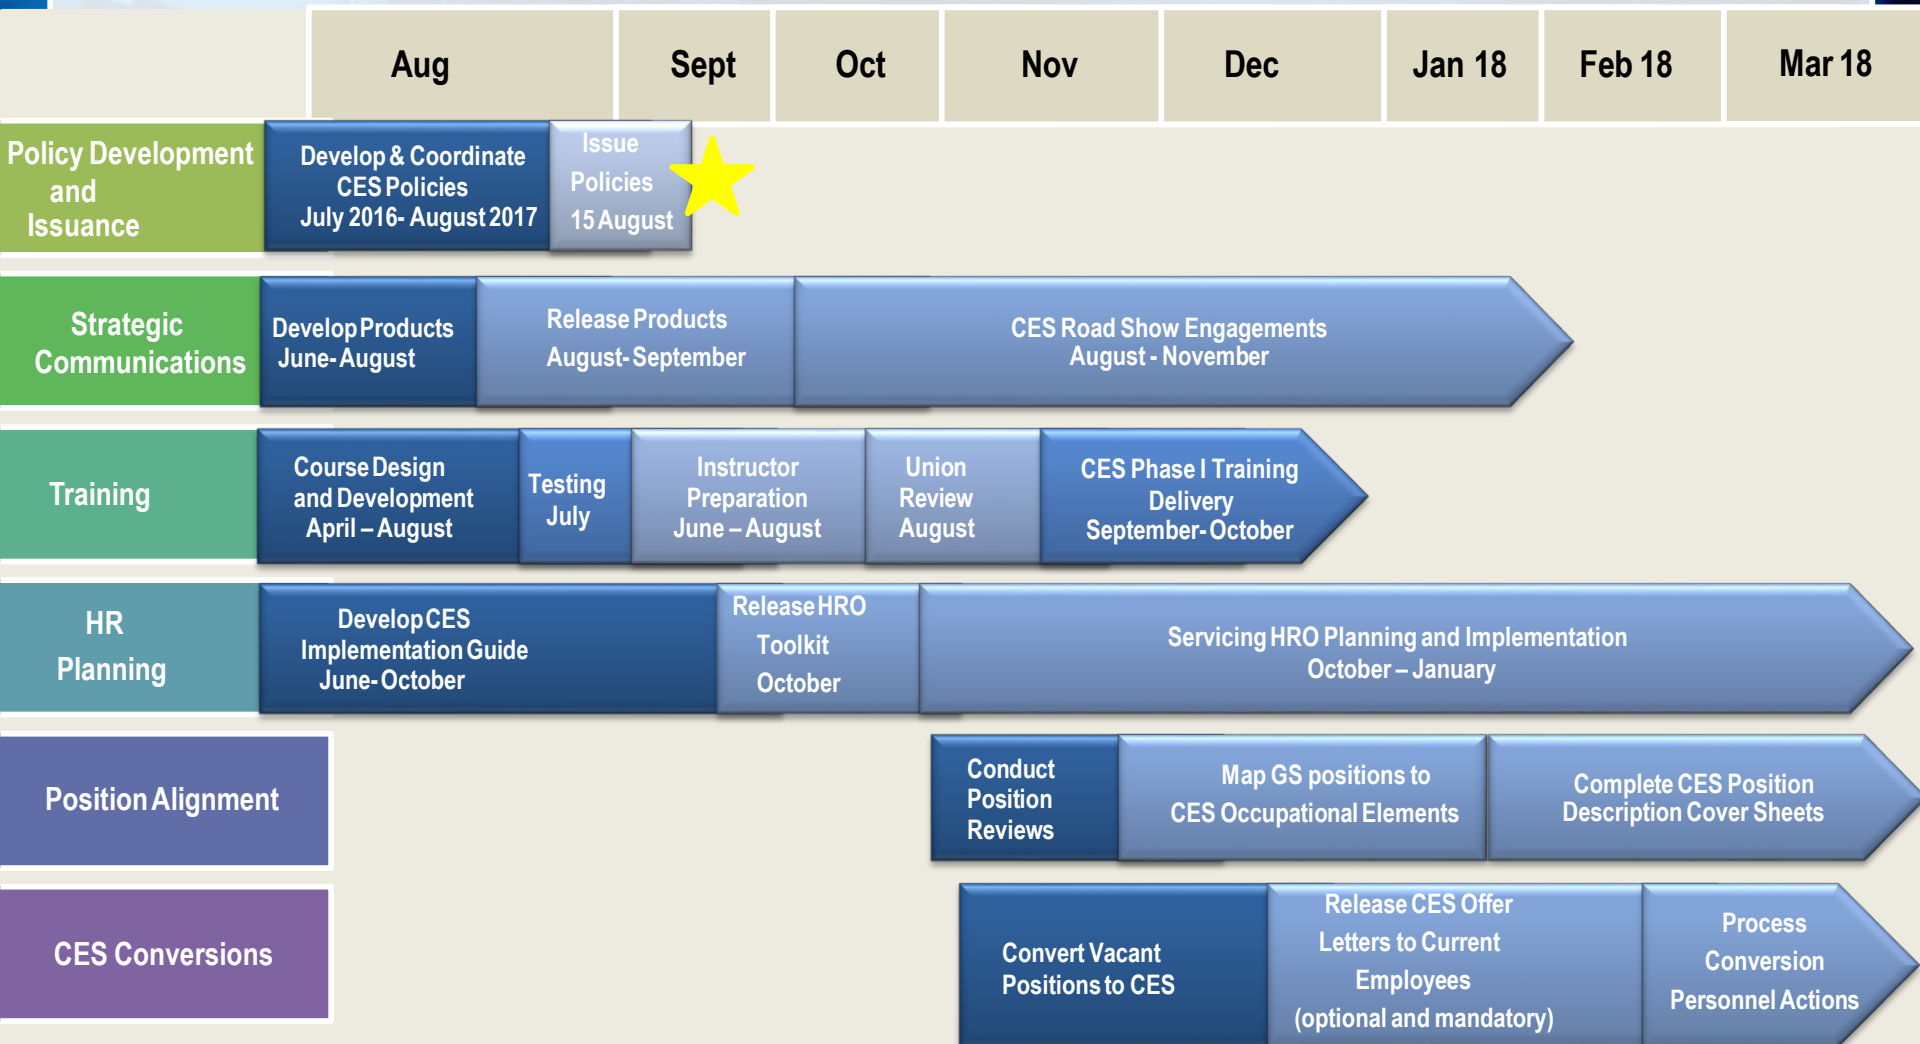 Aug Sept Oct Nov Dec Jan 18 Feb 18 Mar 18
Policy Development
and
Issuance
Develop & Coordinate
CES Policies
July 2016- August 2017
Issue
Policies
15 August
Strategic
Communications
Develop Products
June- August
Release Products
August- September
CES Road Show Engagements
August - November
Training
Course Design
and Development
April – August
Testing
July
Instructor
Preparation
June – August
Union
Review
August
CES Phase I Training
Delivery
September- October
HR
Planning
Develop CES
Implementation Guide
June- October
Release HRO
Toolkit
October
Servicing HRO Planning and Implementation
October – January
Position Alignment
Conduct
Position
Reviews
Map GS positions to
CES Occupational Elements
Complete CES Position
Description Cover Sheets
CES Conversions
Convert Vacant
Positions to CES
Release CES Offer
Letters to Current
Employees
(optional and mandatory)
Process
Conversion
Personnel Actions